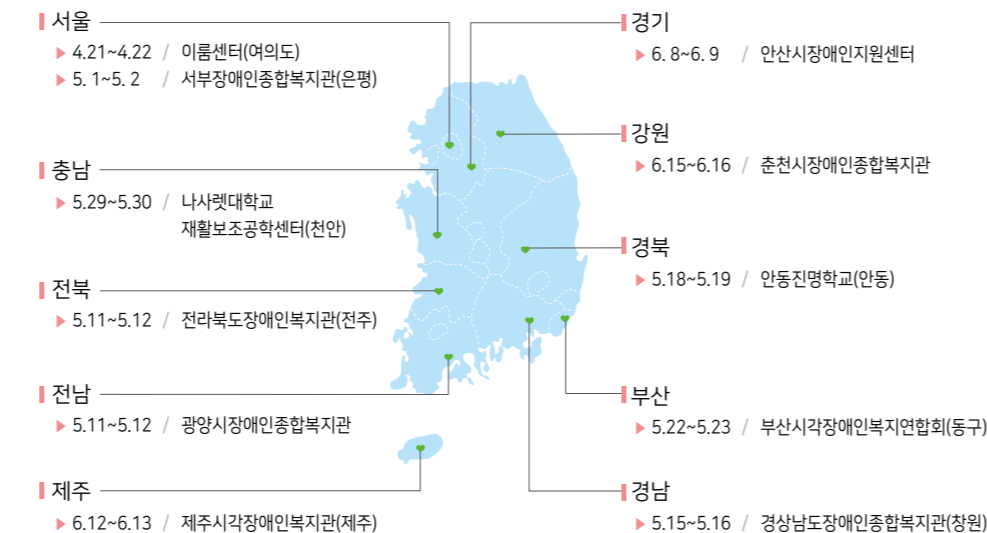 서울
▶ 4.21~4.22 / 이룸센터(여의도)
▶ 5. 1~5. 2 / 서부장애인종합복지관(은평)
충남
▶ 5.29~5.30 / 나사렛대학교
재활보조공학센터(천안)
전북
▶ 5.11~5.12 / 전라북도장애인복지관(전주)
전남
▶ 5.11~5.12 / 광양시장애인종합복지관
제주
▶ 6.12~6.13 / 제주시각장애인복지관(제주)
경기
▶ 6. 8~6. 9 / 안산시장애인지원센터
강원
▶ 6.15~6.16 / 춘천시장애인종합복지관
경북
▶ 5.18~5.19 / 안동진명학교(안동)
부산
▶ 5.22~5.23 / 부산시각장애인복지연합회(동구)
경남
▶ 5.15~5.16 / 경상남도장애인종합복지관(창원)